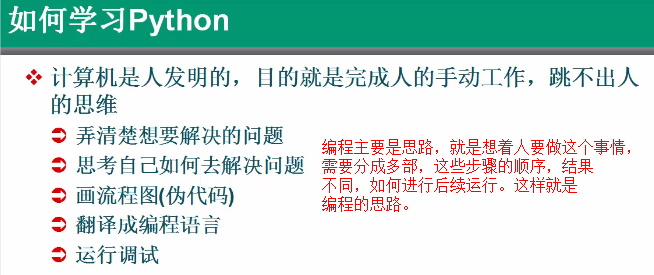 如何学习Python
计算机是人发明的，目的就是完成人的手动工作，跳不出人
的思维
弄清楚想要解决的问题
思考自己如何去解决问题
画流程图(伪代码)
翻译成编程语言
运行调试
编程主要是思路，就是想着人要做这个事情，
需要分成多部，这些步骤的顺序，结果
不同，如何进行后续运行。这样就是
编程的思路。